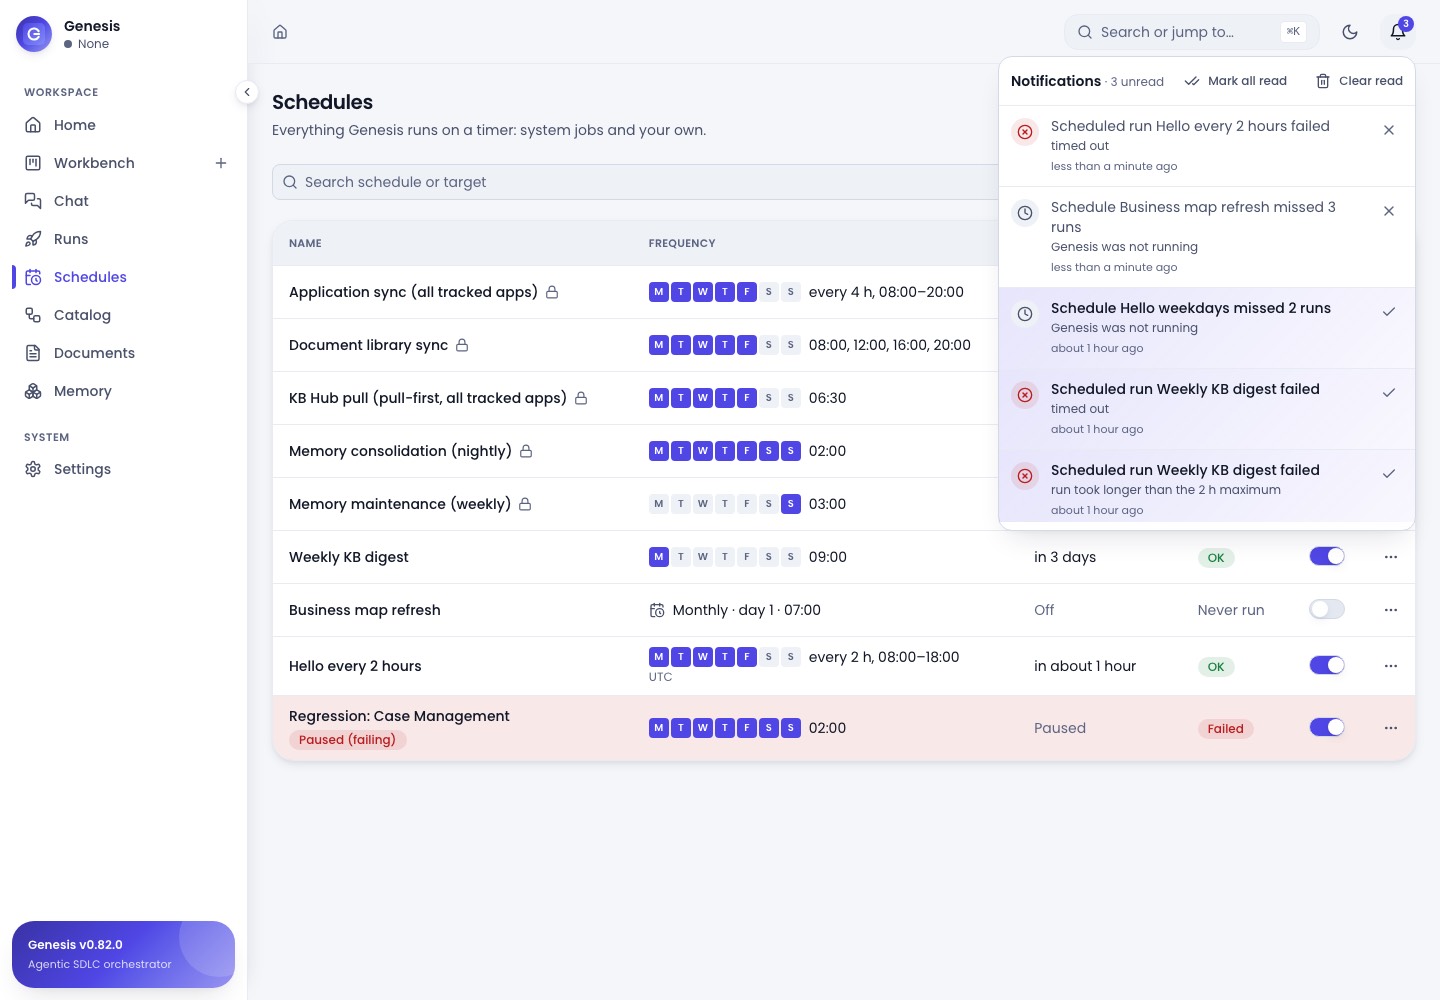 Genesis
None
WORKSPACE
Home
Workbench
Chat
Runs
Schedules
Catalog
Documents
Memory
SYSTEM
Settings
Genesis v0.82.0
Agentic SDLC orchestrator
Search or jump to…
⌘K
3
Schedules
Everything Genesis runs on a timer: system jobs and your own.
Search schedule or target
NAME FREQUENCY
Application sync (all tracked apps) M T W T F S S every 4 h, 08:00–20:00
Document library sync M T W T F S S 08:00, 12:00, 16:00, 20:00
KB Hub pull (pull-first, all tracked apps) M T W T F S S 06:30
Memory consolidation (nightly) M T W T F S S 02:00
Memory maintenance (weekly) M T W T F S S 03:00
Weekly KB digest M T W T F S S 09:00 in 3 days OK
Business map refresh Monthly · day 1 · 07:00 Off Never run
Hello every 2 hours M T W T F S S every 2 h, 08:00–18:00 in about 1 hour OK
UTC
Regression: Case Management M T W T F S S 02:00 Paused Failed
Paused (failing)
Notifications · 3 unread Mark all read Clear read
Scheduled run Hello every 2 hours failed
timed out
less than a minute ago
Schedule Business map refresh missed 3
runs
Genesis was not running
less than a minute ago
Schedule Hello weekdays missed 2 runs
Genesis was not running
about 1 hour ago
Scheduled run Weekly KB digest failed
timed out
about 1 hour ago
Scheduled run Weekly KB digest failed
run took longer than the 2 h maximum
about 1 hour ago